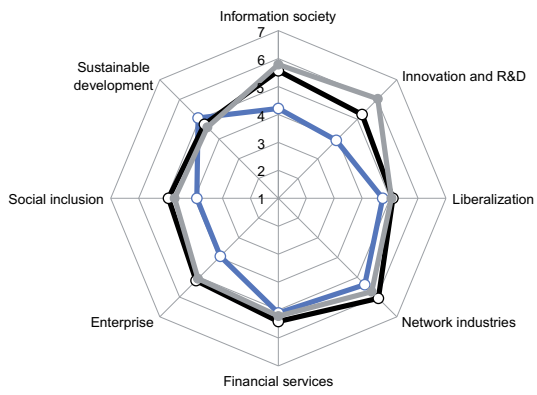 Information society
7
6
5
4
3
2
1
Innovation and R&D
Liberalization
Network industries
Financial services
Enterprise
Social inclusion
Sustainable
development